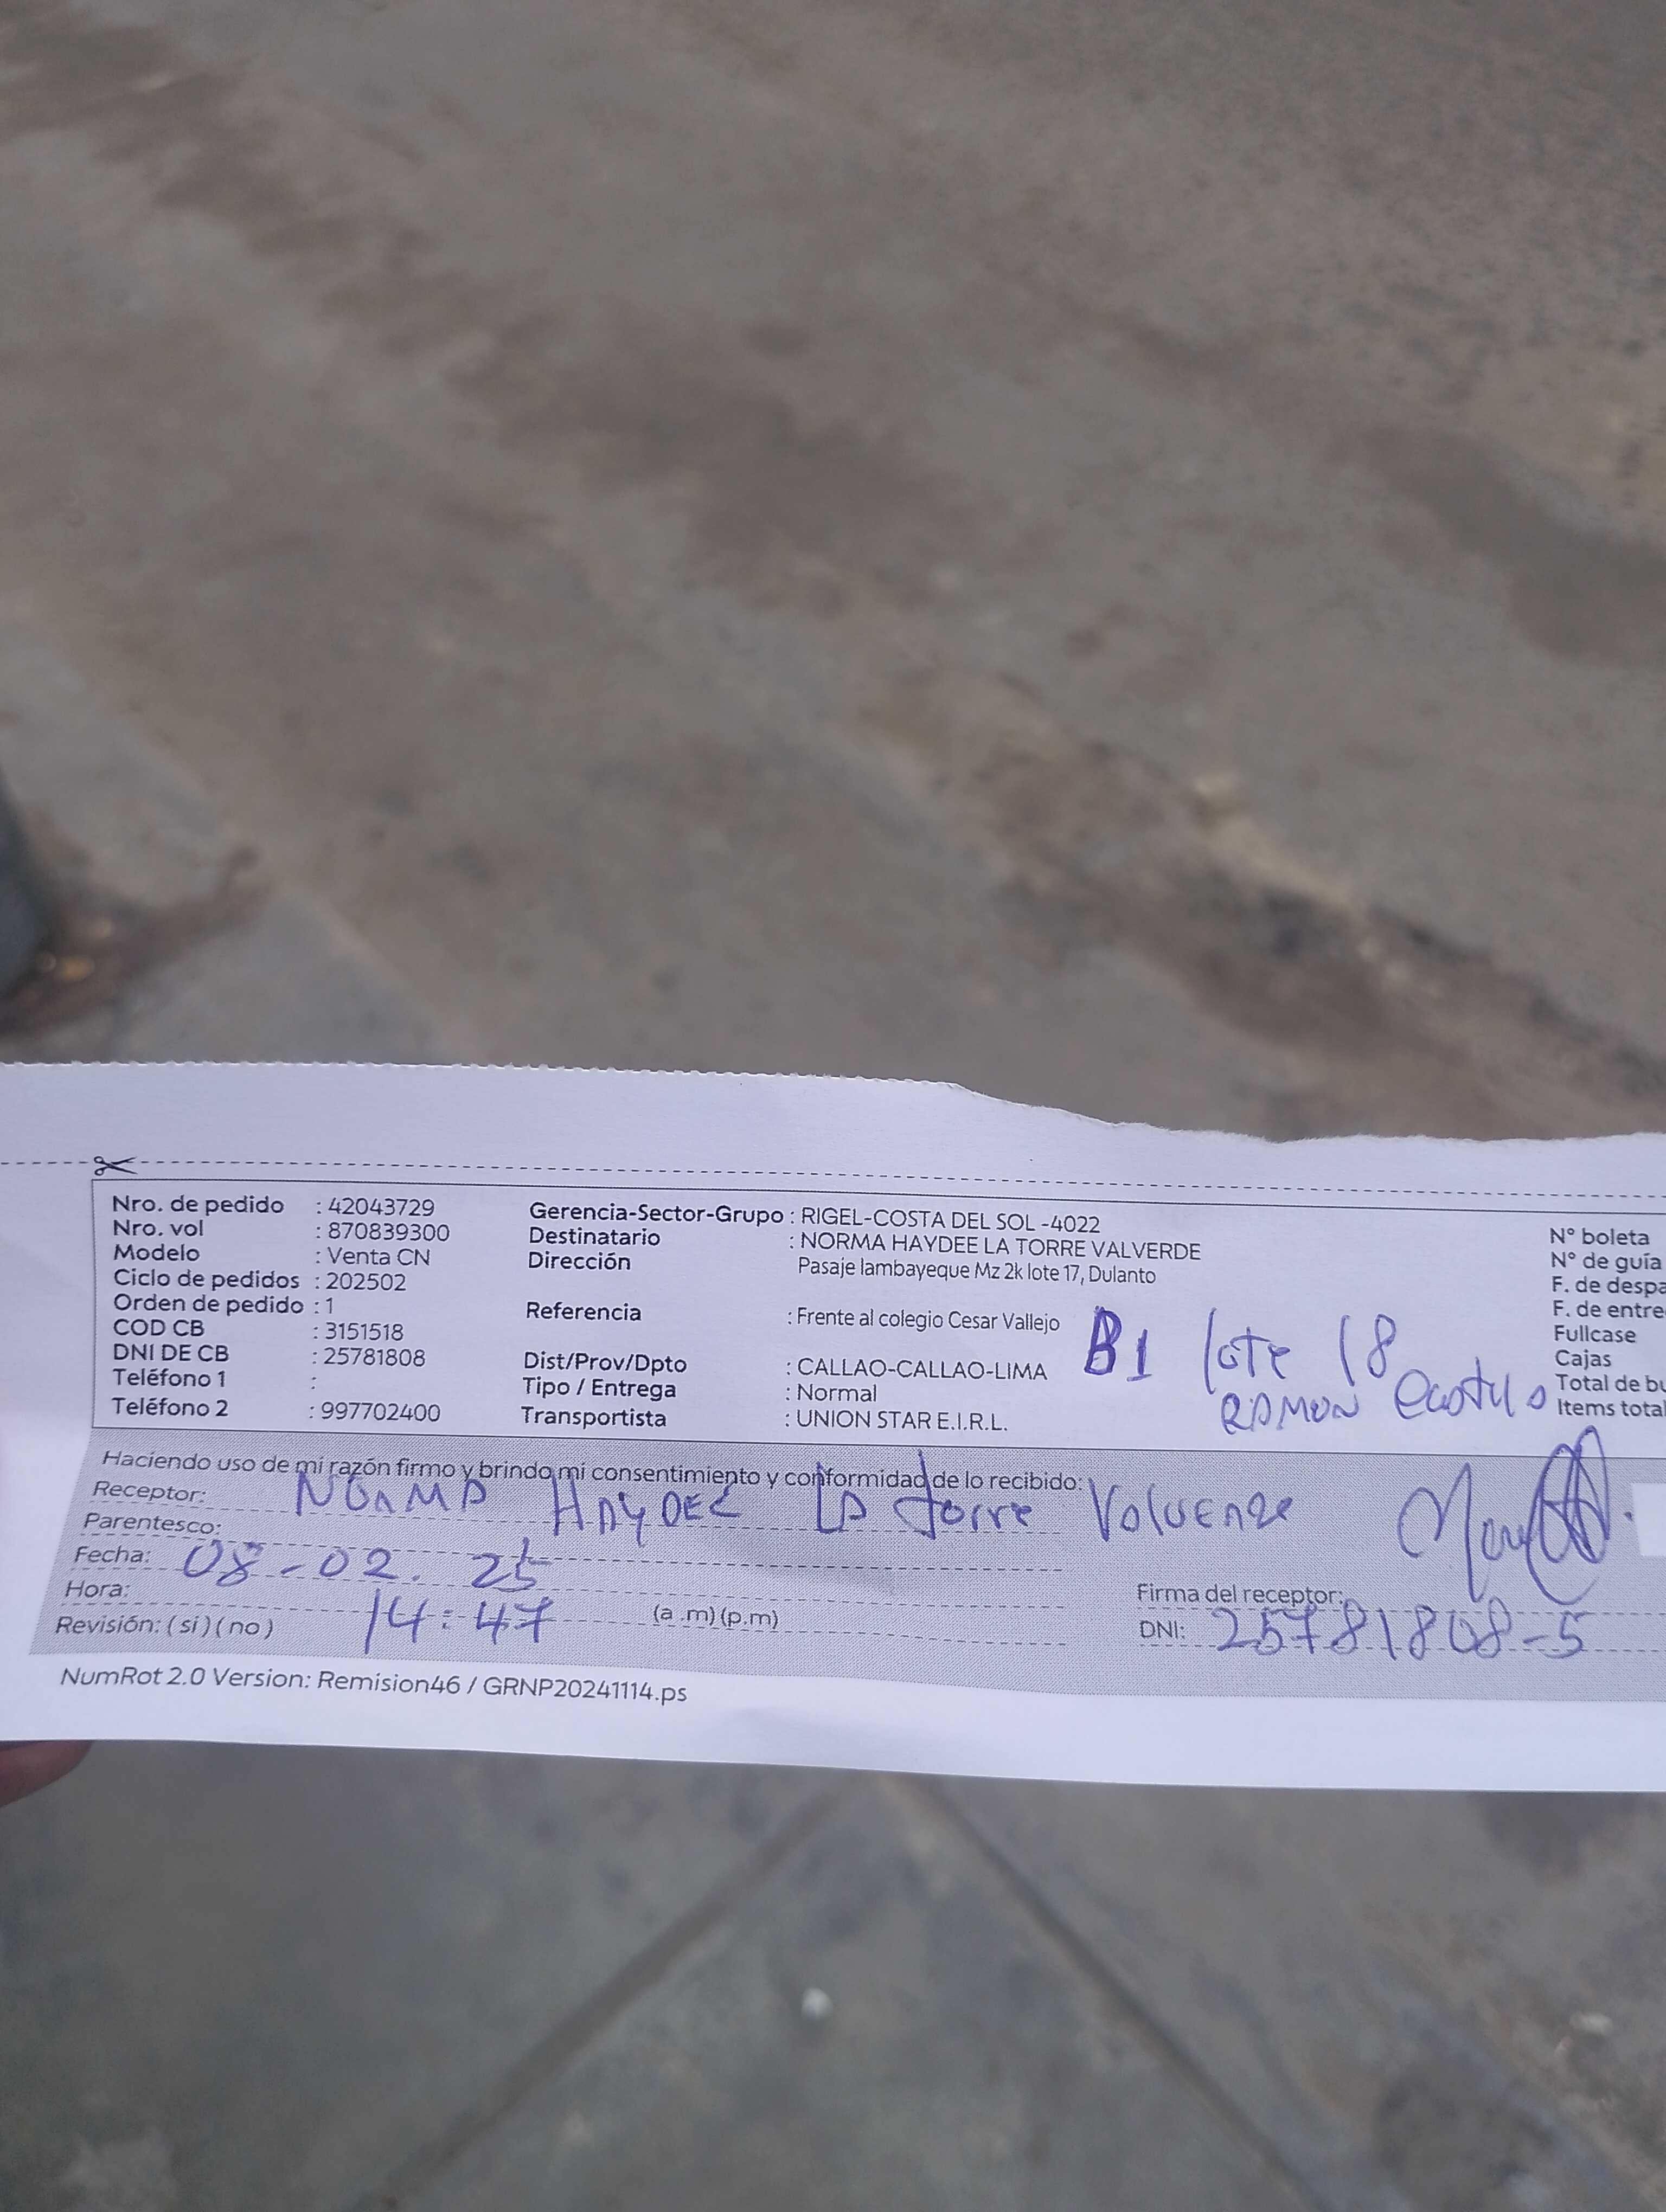 Nro. de pedido : 42043729
Nro. vol : 870839300
Modelo : Venta CN
Ciclo de pedidos : 202502
Orden de pedido : 1
COD CB : 3151518
DNI DE CB : 25781808
Teléfono 1 :
Teléfono 2 : 997702400
Gerencia-Sector-Grupo : RIGEL-COSTA DEL SOL -4022
Destinatario : NORMA HAYDEE LA TORRE VALVERDE
Dirección Pasaje lambayeque Mz 2k lote 17, Dulanto
Referencia : Frente al colegio Cesar Vallejo
Dist/Prov/Dpto : CALLAO-CALLAO-LIMA
Tipo / Entrega : Normal
Transportista : UNION STAR E.I.R.L.
B1 lote 18
RAMON
N° boleta
N° de guía
F. de despa
F. de entre
Fullcase
Cajas
Total de bu
Items total
Haciendo uso de mi razón firmo y brindo mi consentimiento y conformidad de lo recibido:
Receptor: NORMA HAYDEE LA torre
Parentesco:
Fecha: 08-02. 25
Hora: 14:47 (a .m) (p.m)
Revisión: ( si ) ( no )
Firma del receptor:
DNI: 25781808-5
NumRot 2.0 Version: Remision46 / GRNP20241114.ps